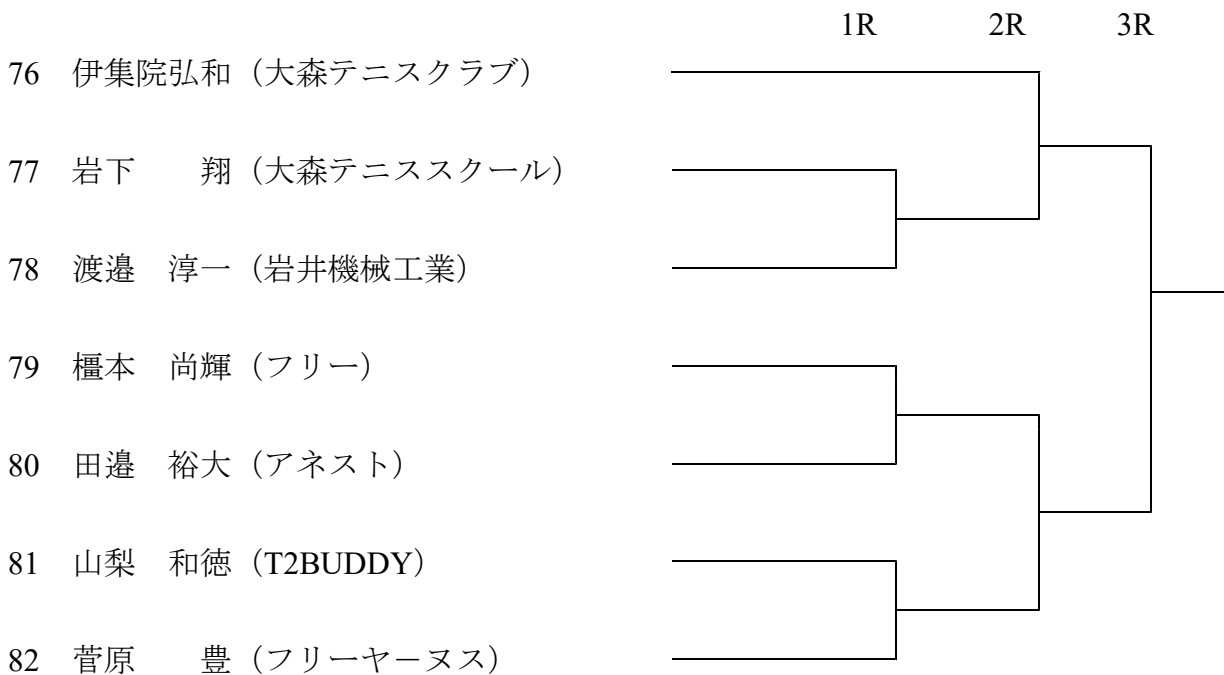 1R 2R 3R
76 伊集院弘和（大森テニスクラブ）
77 岩下　　翔（大森テニススクール）
78 渡邉　淳一（岩井機械工業）
79 橿本　尚輝（フリー）
80 田邉　裕大（アネスト）
81 山梨　和徳（T2BUDDY）
82 菅原　　豊（フリーヤ－ヌス）